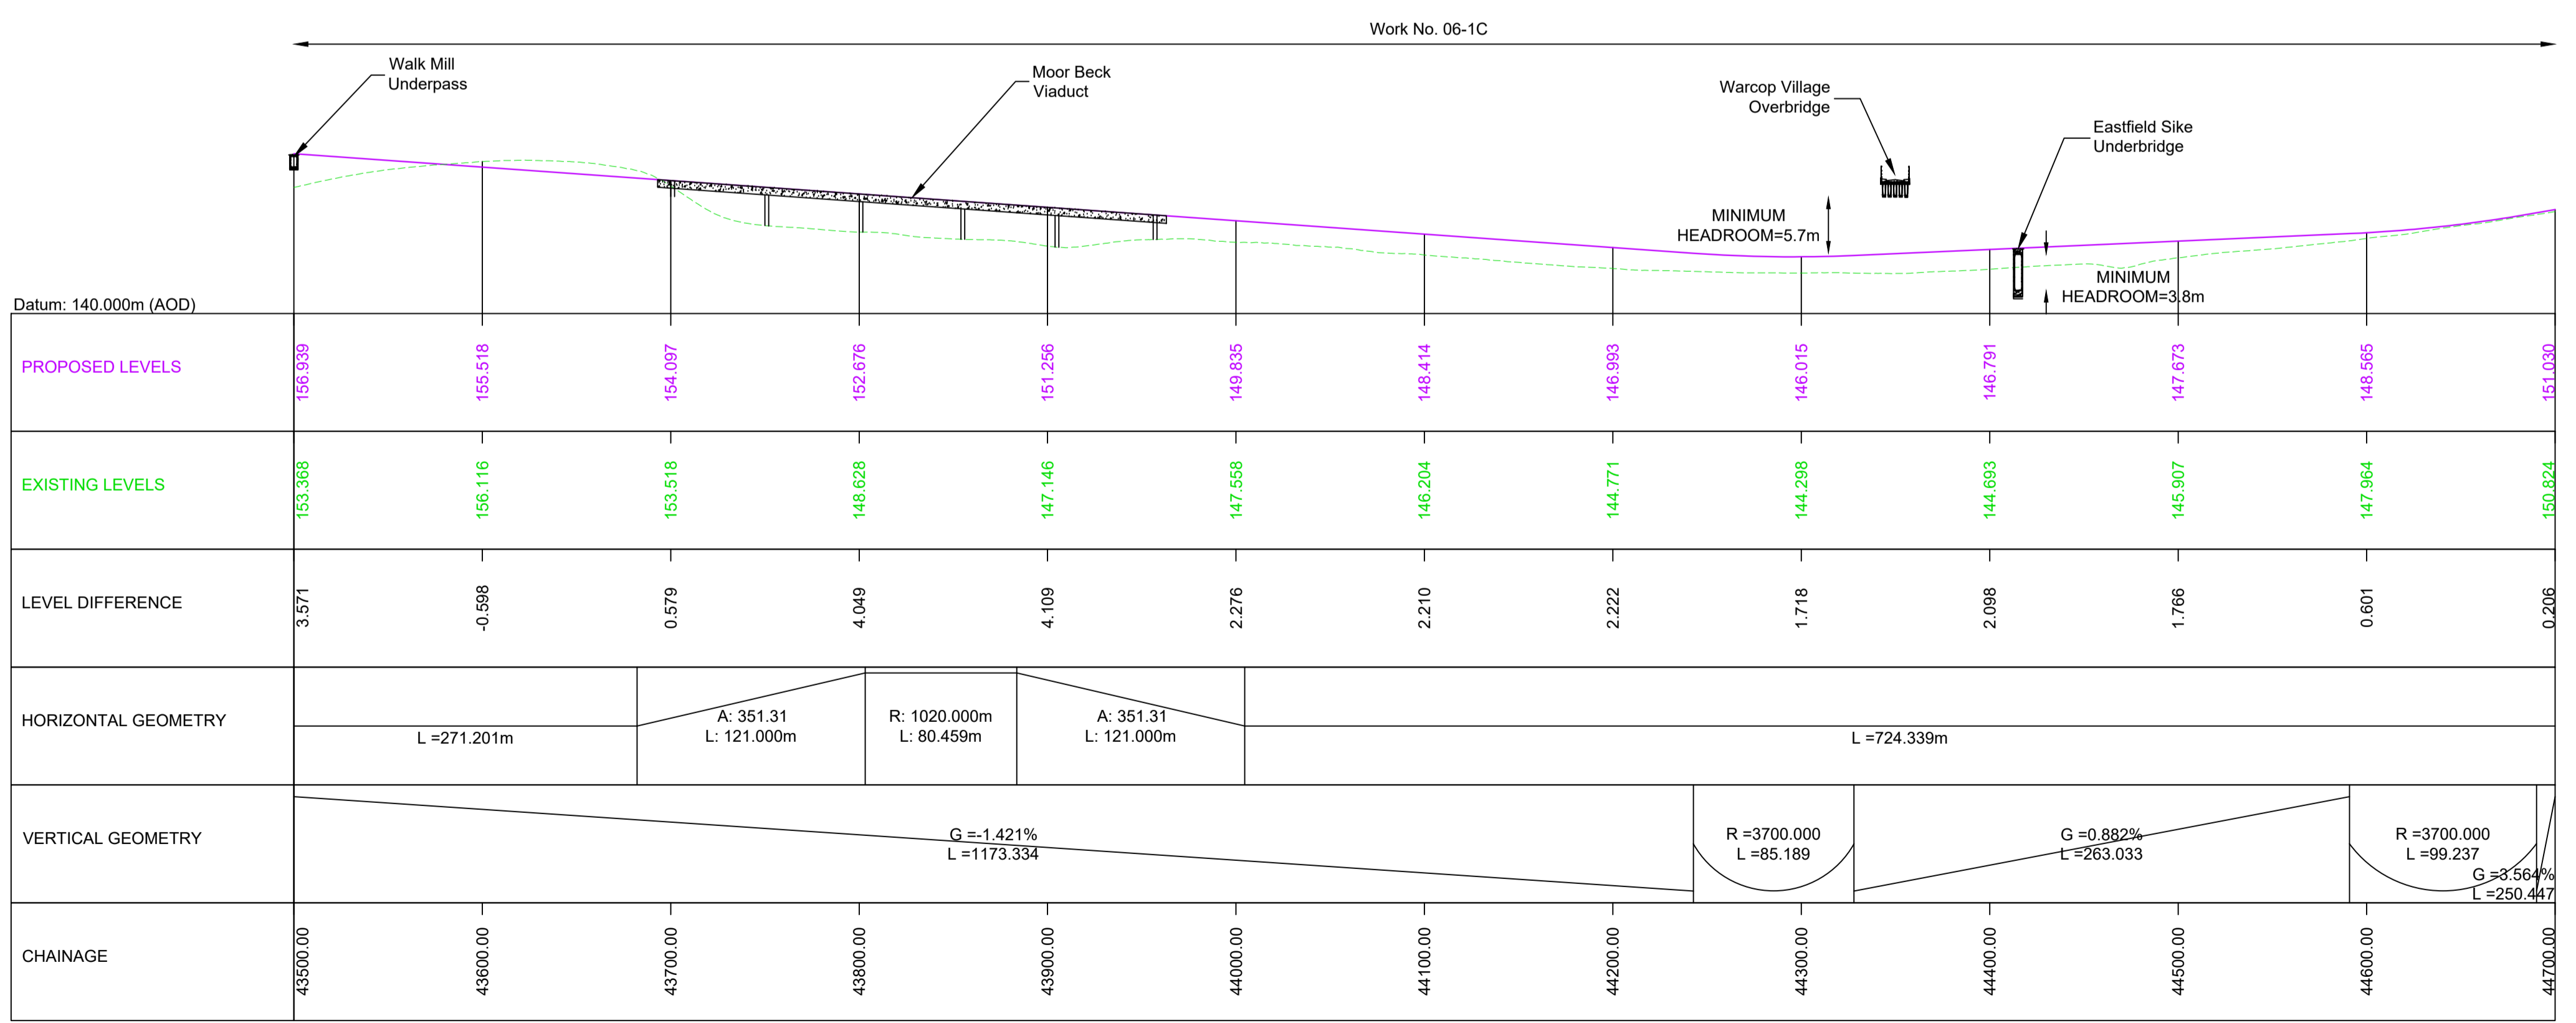 Work No. 06-1C
Walk Mill
Underpass
Moor Beck
Viaduct
Warcop Village
Overbridge
Eastfield Sike
Underbridge
MINIMUM
HEADROOM=5.7m
MINIMUM
HEADROOM=3.8m
Datum: 140.000m (AOD)
PROPOSED LEVELS
156.939 155.518 154.097 152.676 151.256 149.835 148.414 146.993 146.015 146.791 147.673 148.565 151.030
EXISTING LEVELS
153.368 156.116 153.518 148.628 147.146 147.558 146.204 144.771 144.298 144.693 145.907 147.964 150.824
LEVEL DIFFERENCE
3.571 -0.598 0.579 4.049 4.109 2.276 2.210 2.222 1.718 2.098 1.766 0.601 0.206
HORIZONTAL GEOMETRY
L =271.201m
A: 351.31
L: 121.000m
R: 1020.000m
L: 80.459m
A: 351.31
L: 121.000m
L =724.339m
VERTICAL GEOMETRY
G =-1.421%
L =1173.334
R =3700.000
L =85.189
G =0.882%
L =263.033
R =3700.000
L =99.237
G =3.564%
L =250.447
CHAINAGE
43500.00 43600.00 43700.00 43800.00 43900.00 44000.00 44100.00 44200.00 44300.00 44400.00 44500.00 44600.00 44700.00